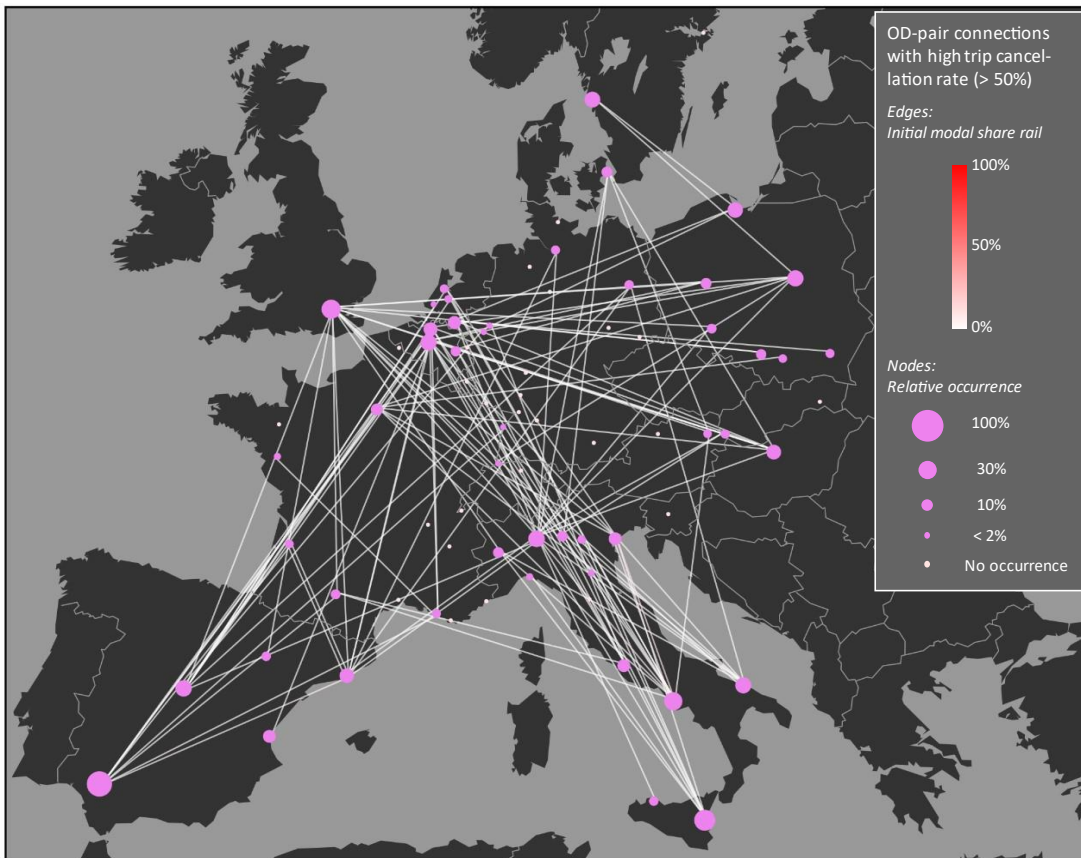 OD-pair connections
with high trip cancel-
lation rate (> 50%)
Edges:
Initial modal share rail
100%
50%
0%
Nodes:
Relative occurrence
100%
30%
10%
< 2%
No occurrence